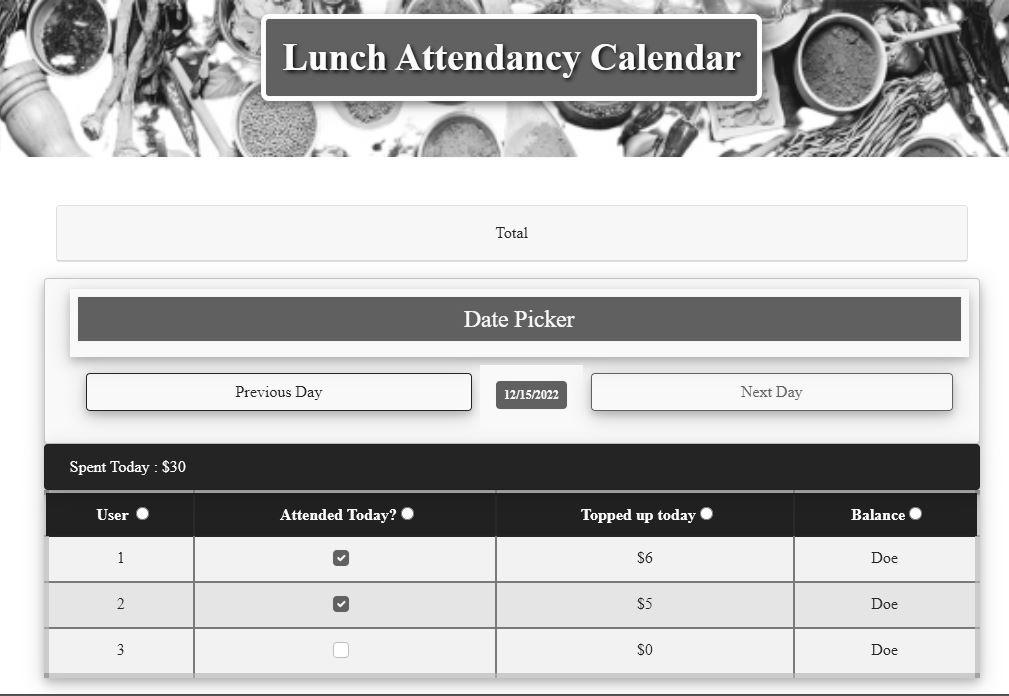 Lunch Attendancy Calendar
Total
Date Picker
Previous Day 12/15/2022 Next Day
Spent Today : $30
User Attended Today? Topped up today Balance
1 $6 Doe
2 $5 Doe
3 $0 Doe